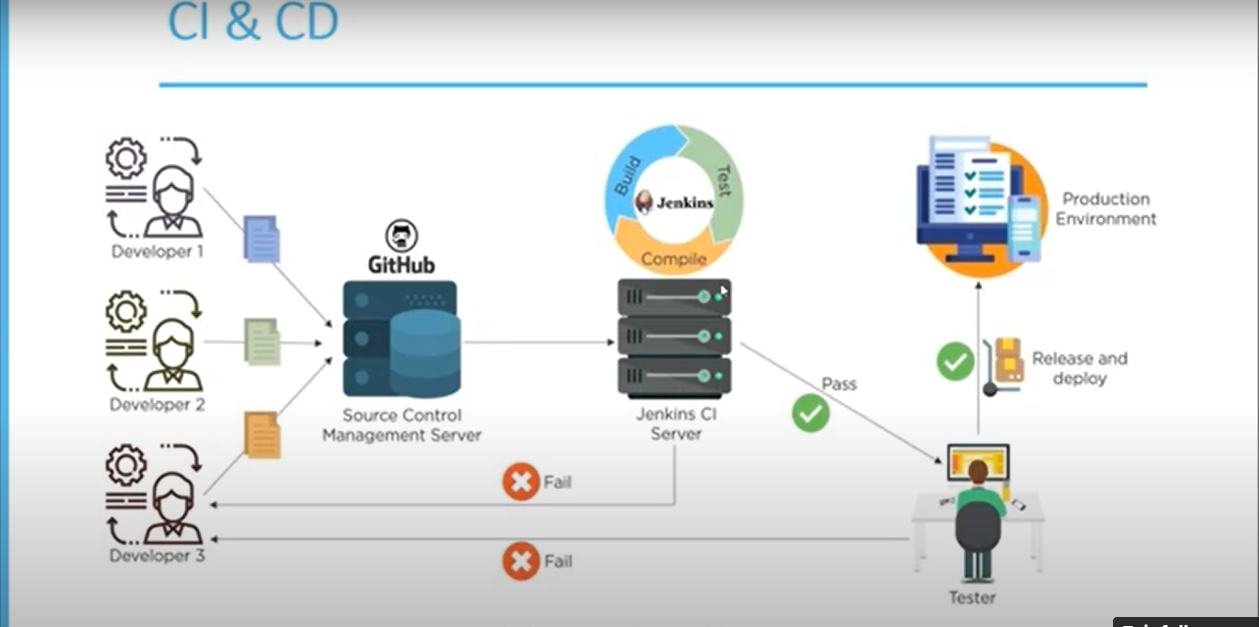 CI & CD
Developer 1
Developer 2
Developer 3
GitHub
Source Control
Management Server
Build
Test
Compile
Jenkins
Jenkins CI
Server
Pass
Fail
Fail
Production
Environment
Release and
deploy
Tester